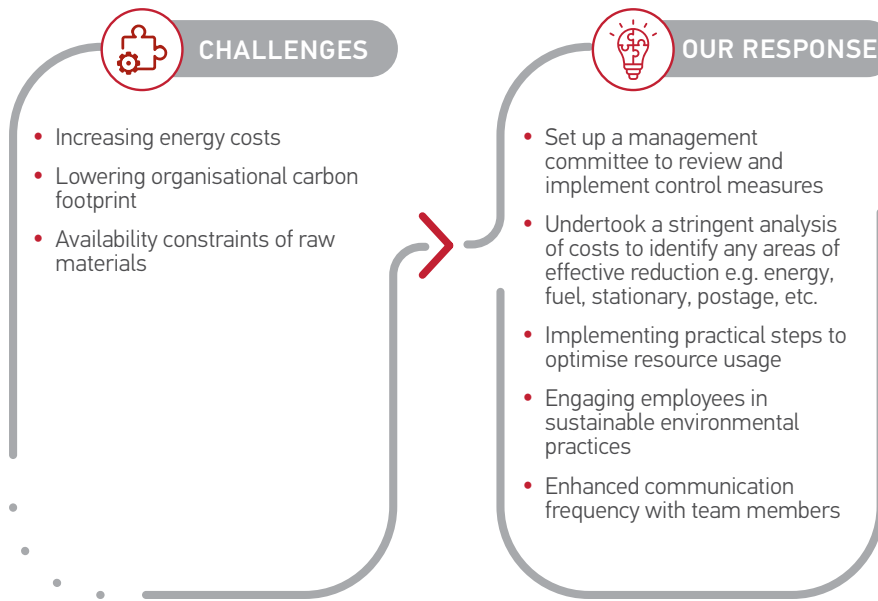 CHALLENGES
• Increasing energy costs
• Lowering organisational carbon
footprint
• Availability constraints of raw
materials
OUR RESPONSE
• Set up a management
committee to review and
implement control measures
• Undertook a stringent analysis
of costs to identify any areas of
effective reduction e.g. energy,
fuel, stationary, postage, etc.
• Implementing practical steps to
optimise resource usage
• Engaging employees in
sustainable environmental
practices
• Enhanced communication
frequency with team members